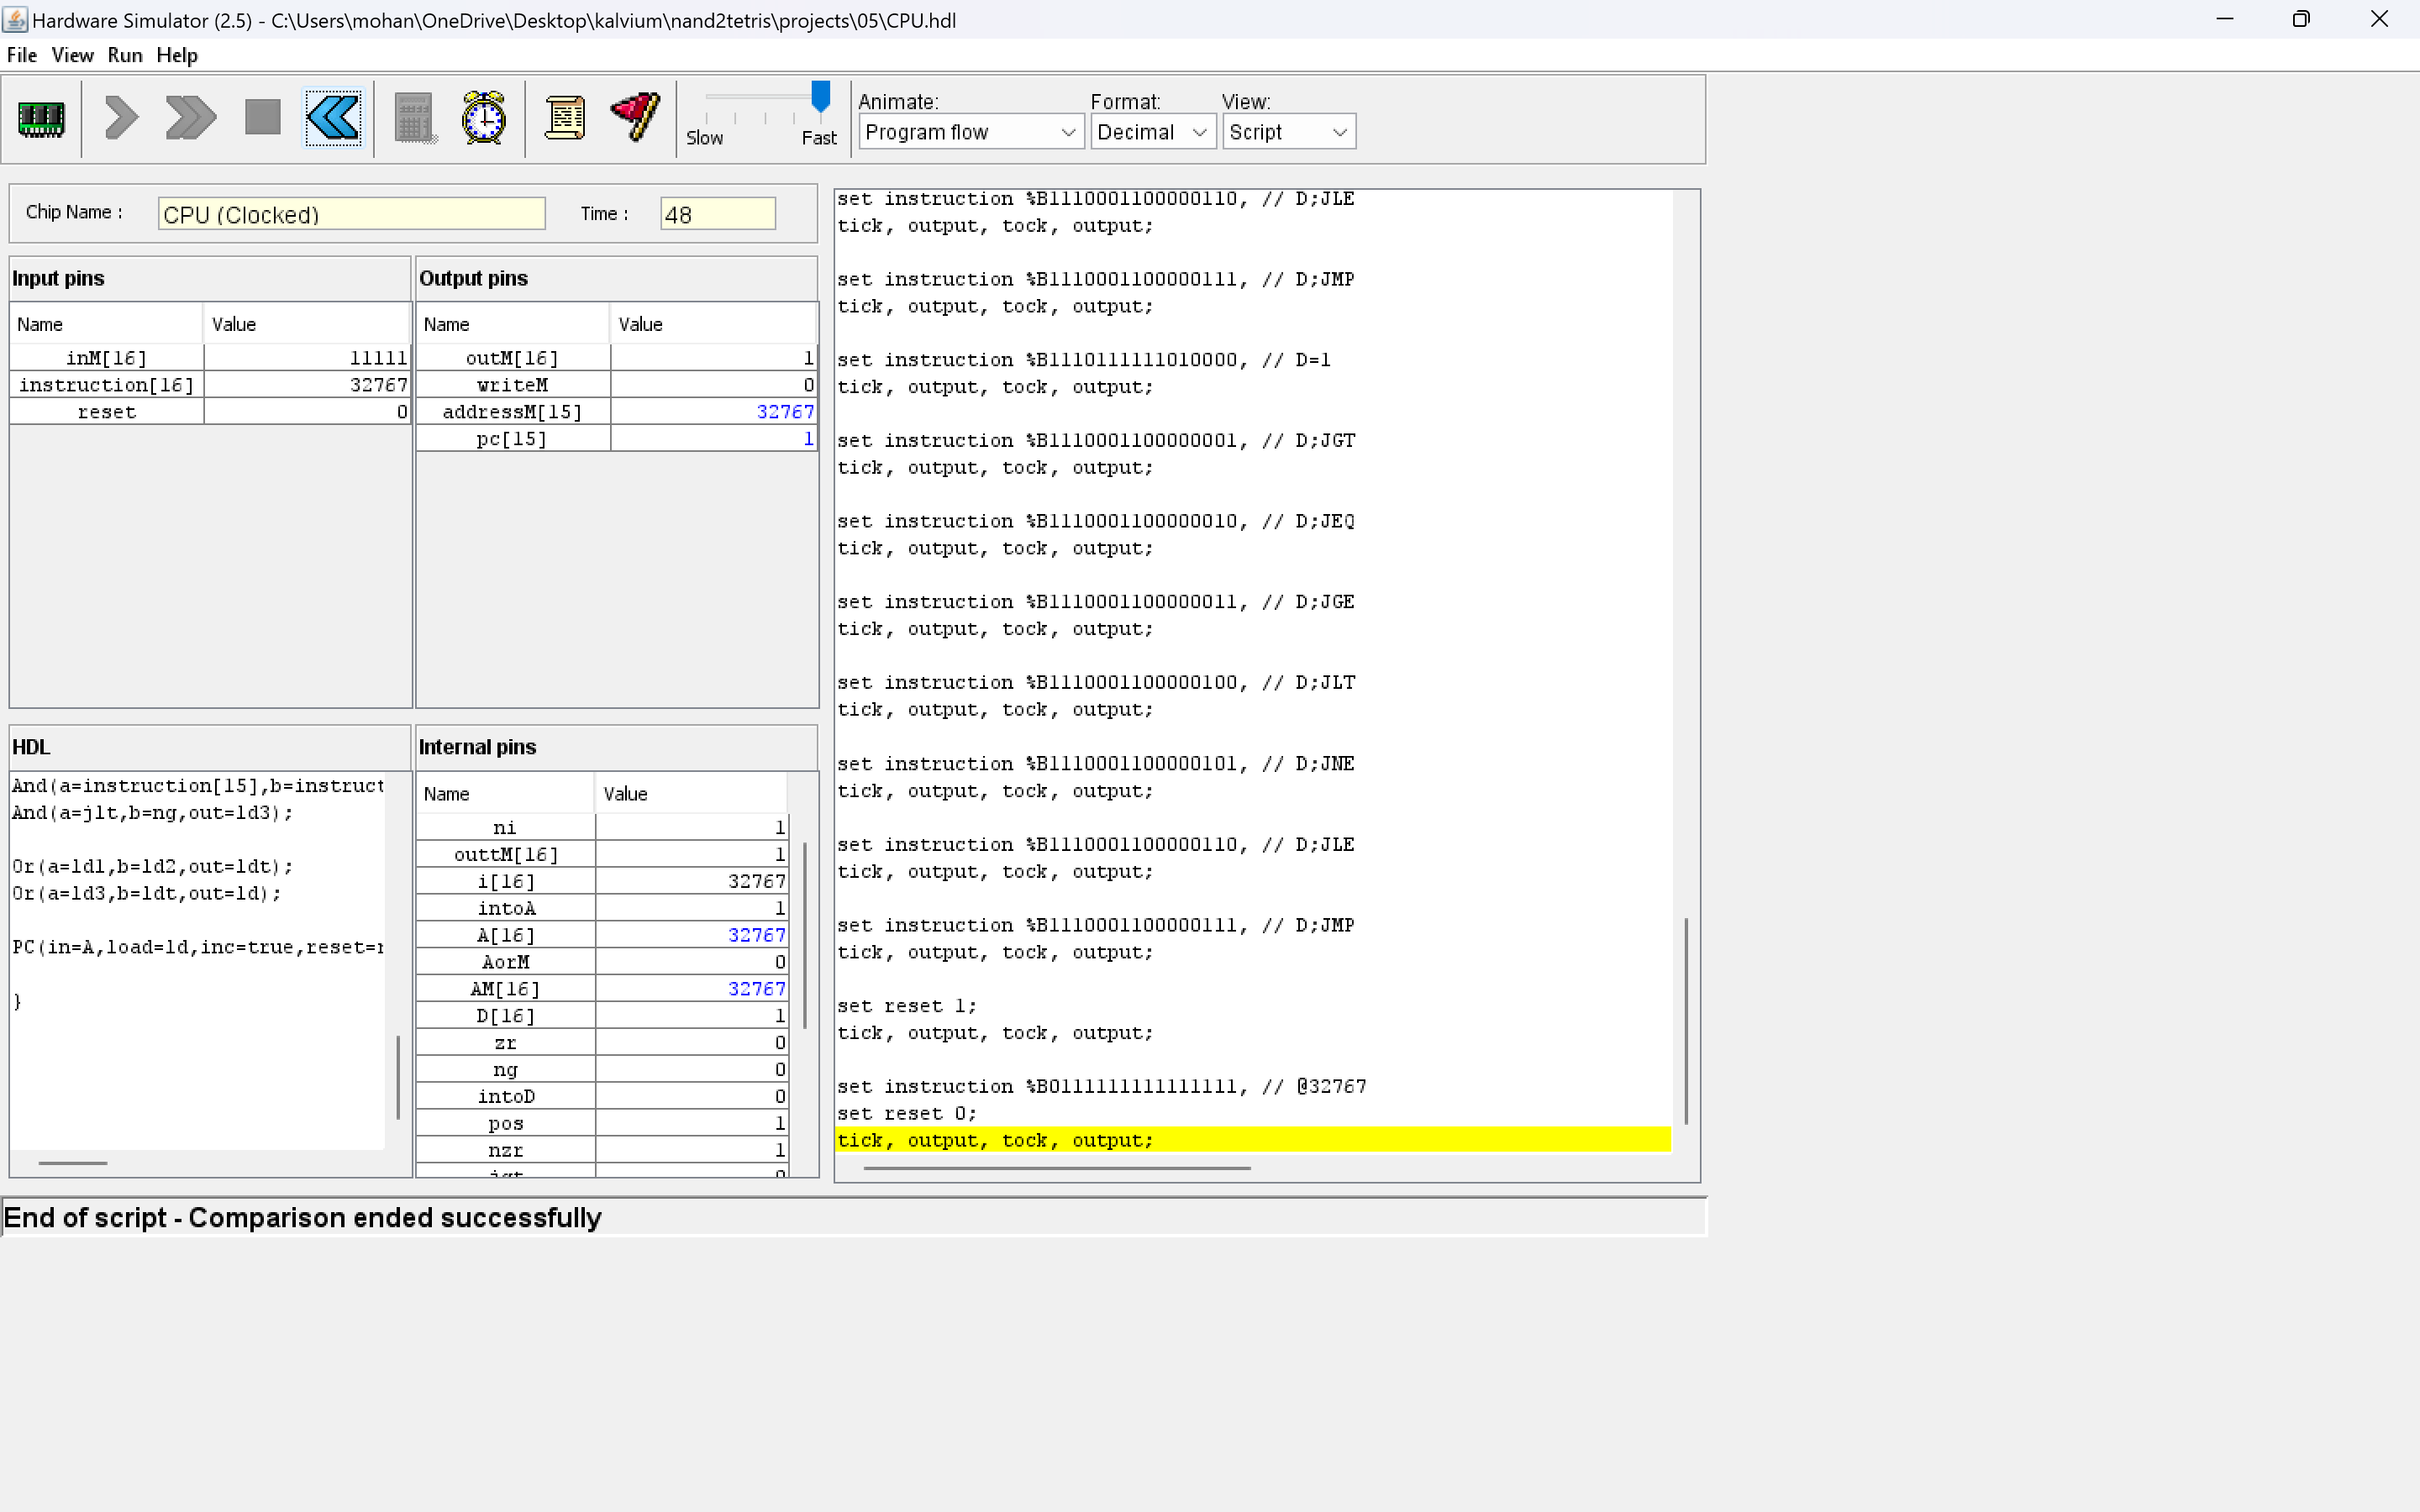 Hardware Simulator (2.5) - C:\Users\mohan\OneDrive\Desktop\kalvium\nand2tetris\projects\05\CPU.hdl
File View Run Help
Slow Fast
Animate: Format: View:
Program flow Decimal Script
Chip Name : CPU (Clocked) Time : 48
Input pins
Name Value
inM[16] 11111
instruction[16] 32767
reset 0
Output pins
Name Value
outM[16] 1
writeM 0
addressM[15] 32767
pc[15] 1
HDL
And(a=instruction[15],b=instruct
And(a=jlt,b=ng,out=ld3);
Or(a=ld1,b=ld2,out=ldt);
Or(a=ld3,b=ldt,out=ld);
PC(in=A,load=ld,inc=true,reset=r
}
Internal pins
Name Value
ni 1
outtM[16] 1
i[16] 32767
intoA 1
A[16] 32767
AorM 0
AM[16] 32767
D[16] 1
zr 0
ng 0
intoD 0
pos 1
nzr 1
jgt 0
set instruction %B1110001100000110, // D;JLE
tick, output, tock, output;
set instruction %B1110001100000111, // D;JMP
tick, output, tock, output;
set instruction %B1110111111010000, // D=1
tick, output, tock, output;
set instruction %B1110001100000001, // D;JGT
tick, output, tock, output;
set instruction %B1110001100000010, // D;JEQ
tick, output, tock, output;
set instruction %B1110001100000011, // D;JGE
tick, output, tock, output;
set instruction %B1110001100000100, // D;JLT
tick, output, tock, output;
set instruction %B1110001100000101, // D;JNE
tick, output, tock, output;
set instruction %B1110001100000110, // D;JLE
tick, output, tock, output;
set instruction %B1110001100000111, // D;JMP
tick, output, tock, output;
set reset 1;
tick, output, tock, output;
set instruction %B0111111111111111, // @32767
set reset 0;
tick, output, tock, output;
End of script - Comparison ended successfully